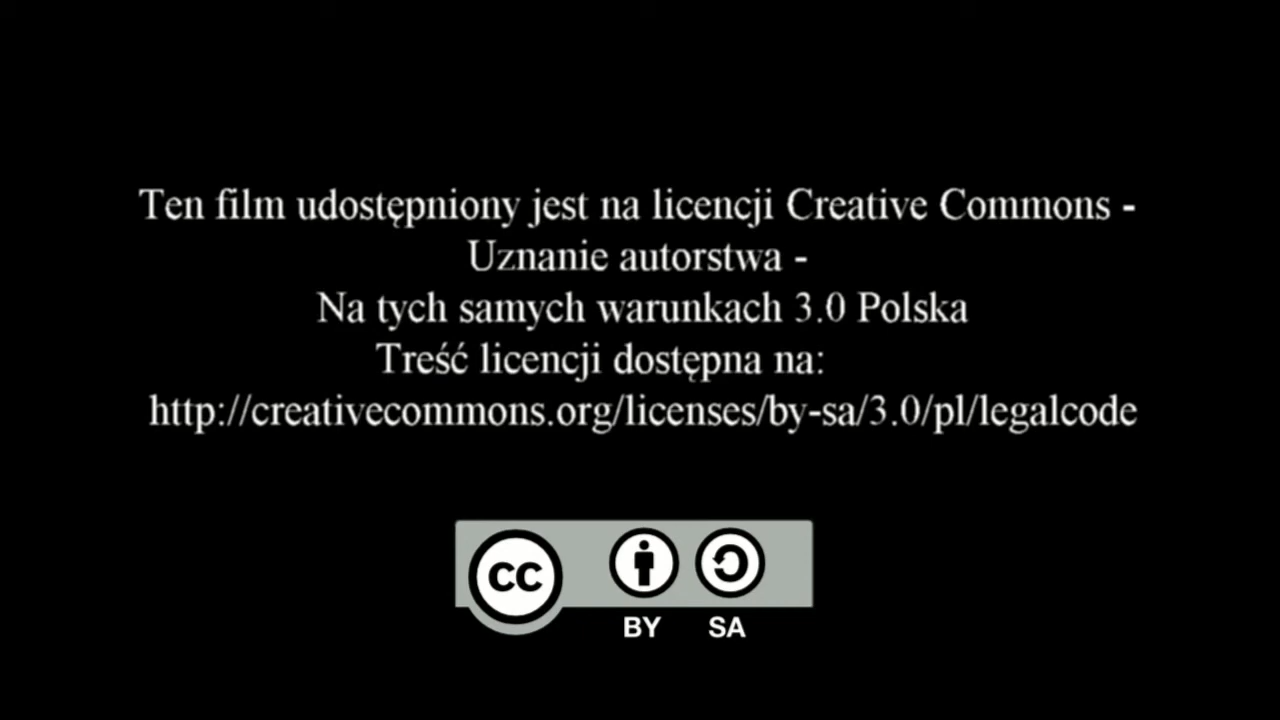 Ten film udostępniony jest na licencji Creative Commons -
Uznanie autorstwa -
Na tych samych warunkach 3.0 Polska
Treść licencji dostępna na:
http://creativecommons.org/licenses/by-sa/3.0/pl/legalcode
cc
BY SA